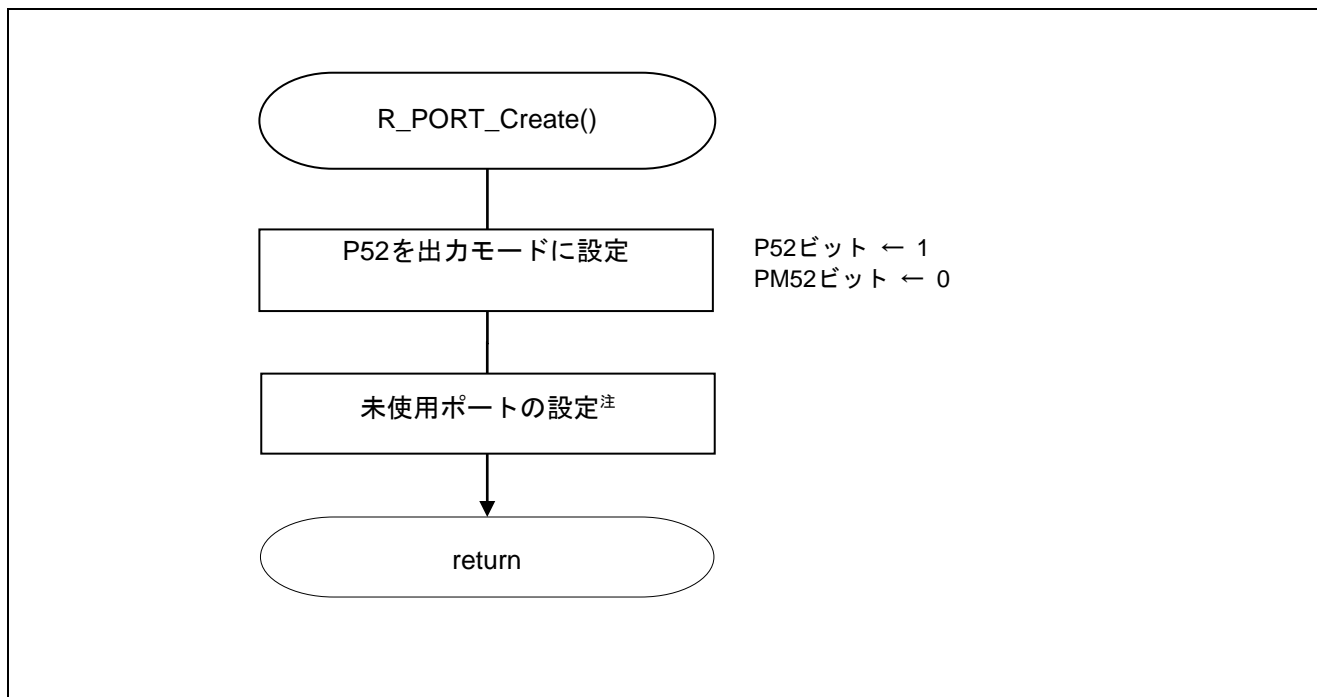 R_PORT_Create()
P52を出力モードに設定
P52ビット ← 1
PM52ビット ← 0
未使用ポートの設定注
return